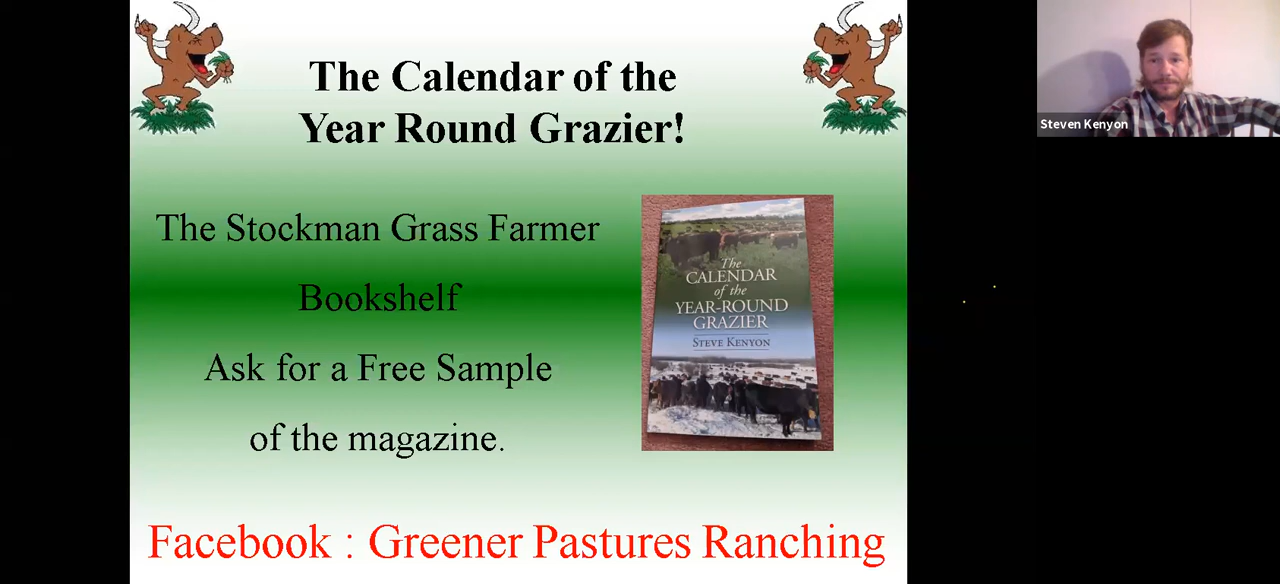 The Calendar of the
Year Round Grazier!
The Stockman Grass Farmer
Bookshelf
Ask for a Free Sample
of the magazine.
The
CALENDAR
of the
YEAR-ROUND
GRAZIER
STEVE KENYON
Facebook : Greener Pastures Ranching
Steven Kenyon